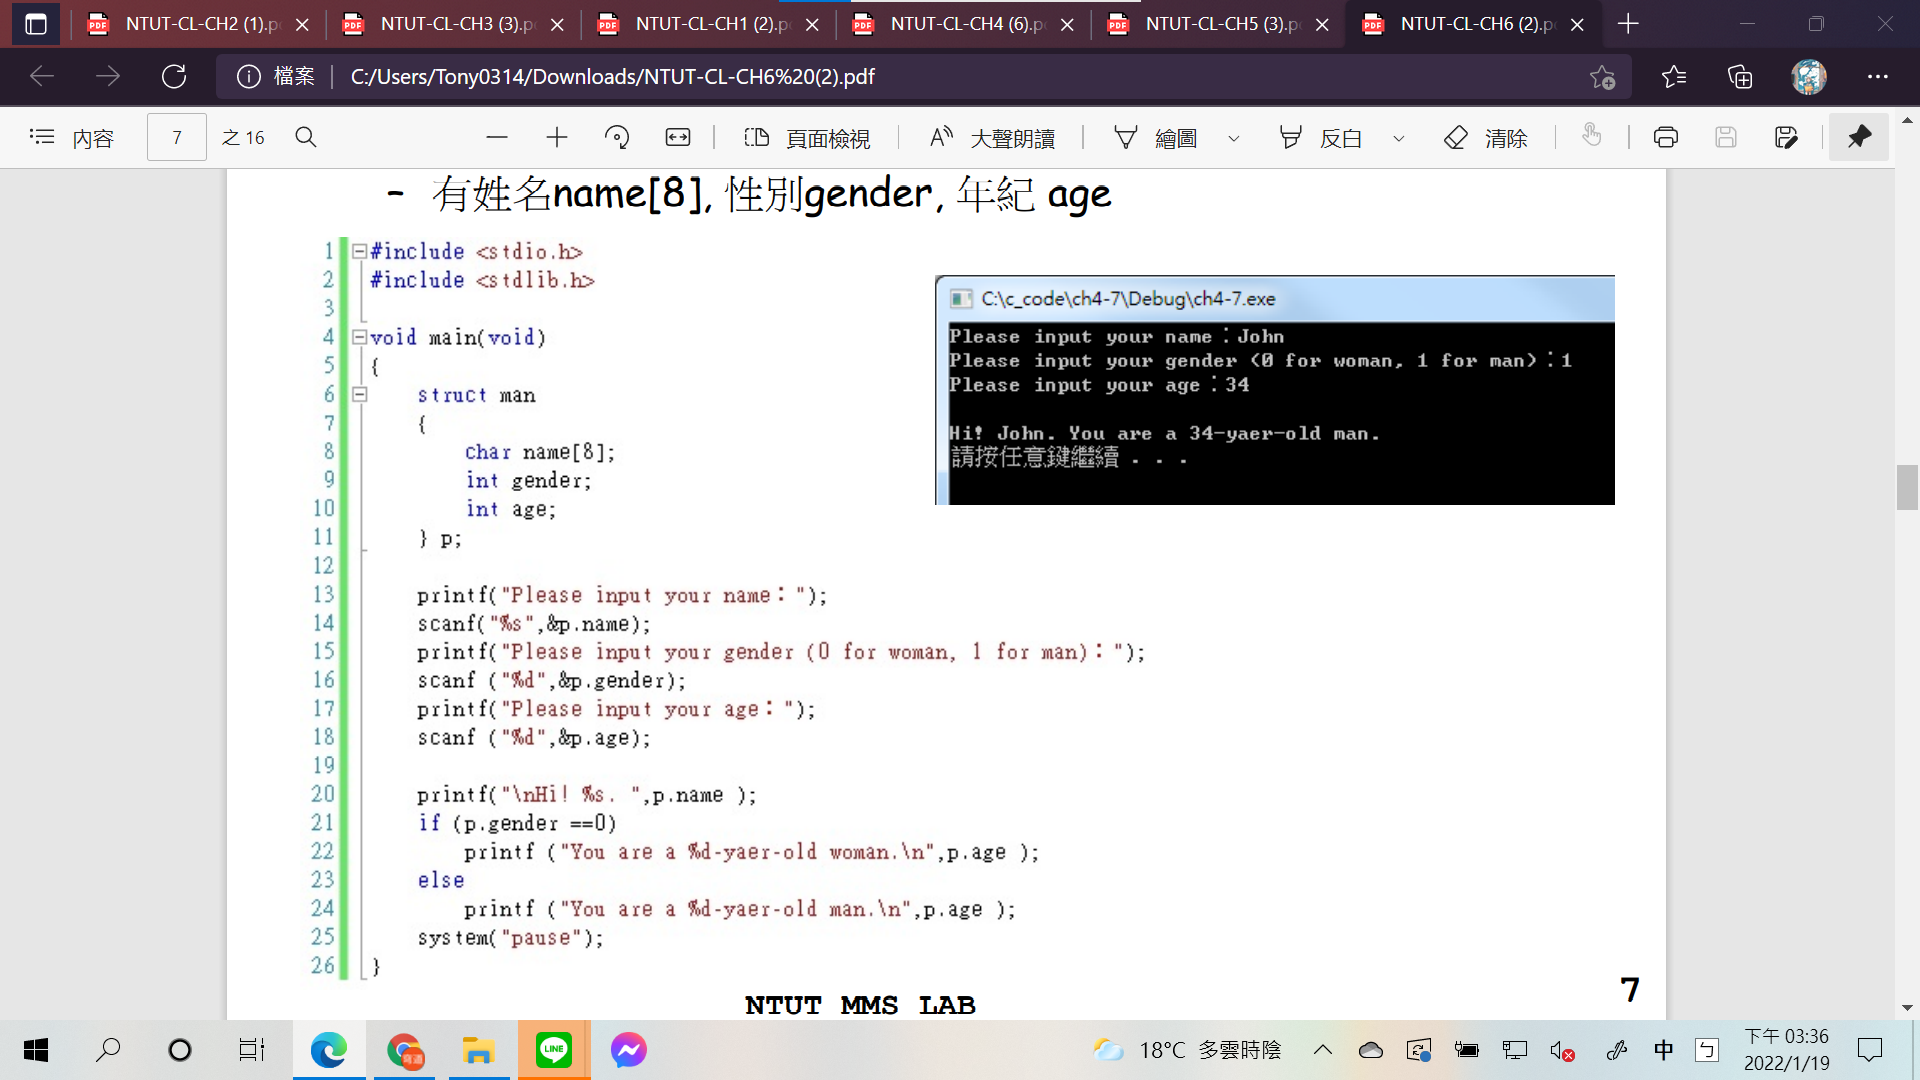 NTUT-CL-CH2 (1).p
NTUT-CL-CH3 (3).p
NTUT-CL-CH1 (2).p
NTUT-CL-CH4 (6).p
NTUT-CL-CH5 (3).p
NTUT-CL-CH6 (2).p
檔案 C:/Users/Tony0314/Downloads/NTUT-CL-CH6%20(2).pdf
內容 7 之 16 頁面檢視 大聲朗讀 繪圖 反白 清除
- 有姓名name[8], 性別gender, 年紀 age
1 #include <stdio.h>
2 #include <stdlib.h>
3
4 void main(void)
5 {
6 struct man
7 {
8 char name[8];
9 int gender;
10 int age;
11 } p;
12
13 printf("Please input your name：");
14 scanf("%s",&p.name);
15 printf("Please input your gender (0 for woman, 1 for man)：");
16 scanf ("%d",&p.gender);
17 printf("Please input your age：");
18 scanf ("%d",&p.age);
19
20 printf("\nHi! %s. ",p.name );
21 if (p.gender ==0)
22 printf ("You are a %d-yaer-old woman.\n",p.age );
23 else
24 printf ("You are a %d-yaer-old man.\n",p.age );
25 system("pause");
26 }
C:\c_code\ch4-7\Debug\ch4-7.exe
Please input your name：John
Please input your gender (0 for woman, 1 for man)：1
Please input your age：34
Hi! John. You are a 34-yaer-old man.
請按任意鍵繼續 . . .
7
NTUT MMS LAB
LINE
18°C 多雲時陰
中
ㄅ
下午 03:36
2022/1/19